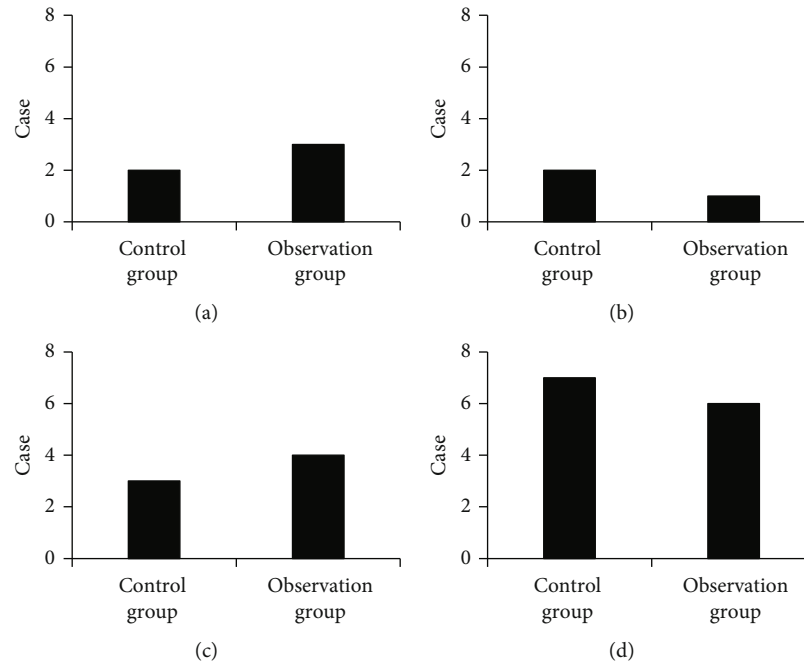 8
6
4
2
0
Case
Control
group
Observation
group
(a)
8
6
4
2
0
Case
Control
group
Observation
group
(b)
8
6
4
2
0
Case
Control
group
Observation
group
(c)
8
6
4
2
0
Case
Control
group
Observation
group
(d)